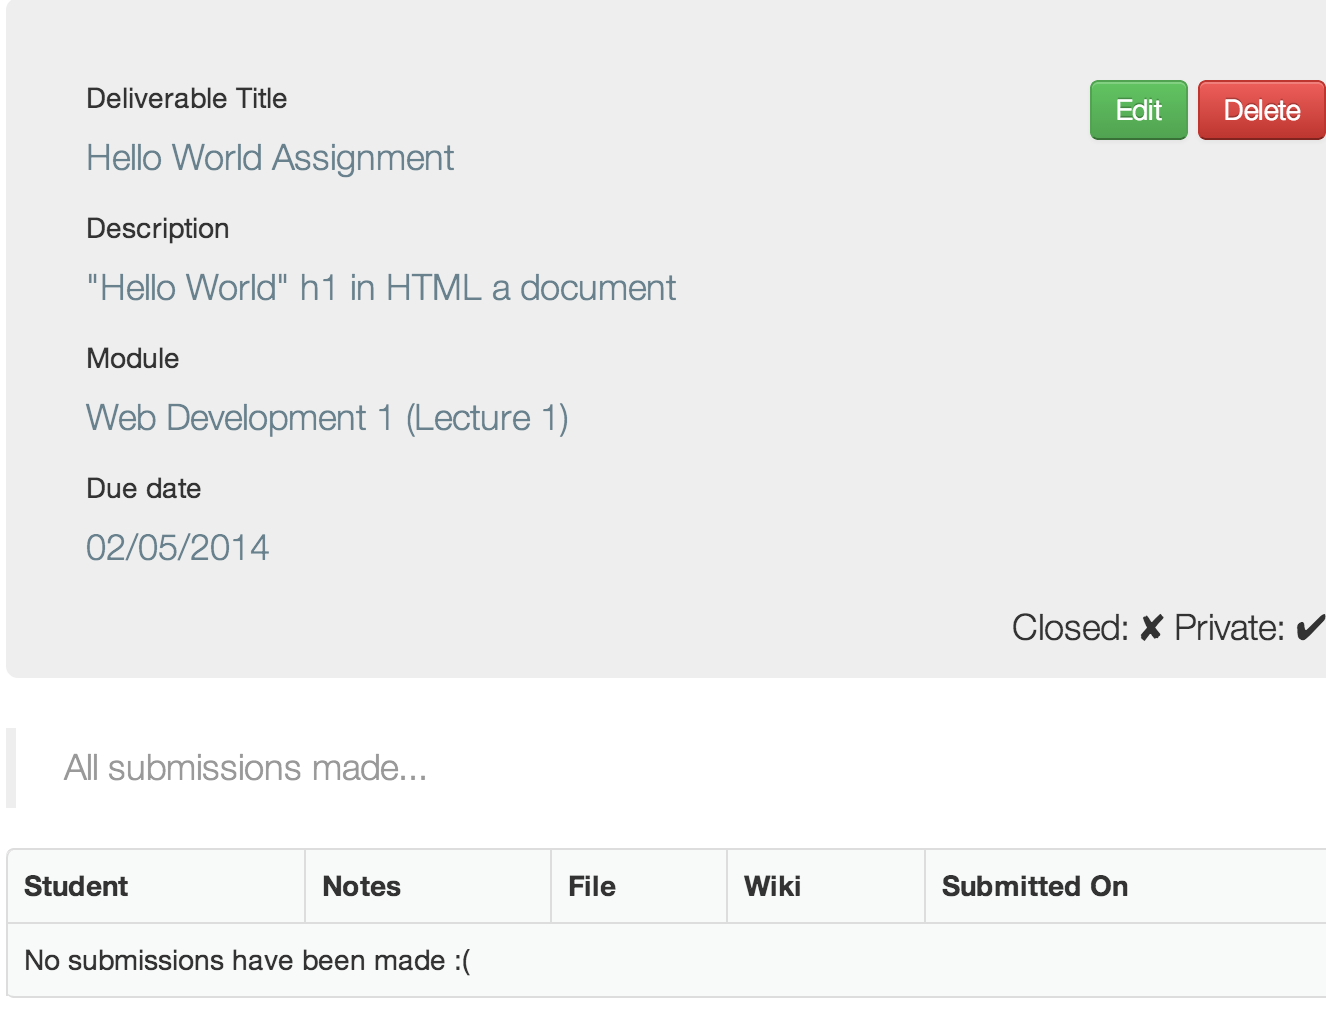 Deliverable Title
Edit Delete
Hello World Assignment
Description
"Hello World" h1 in HTML a document
Module
Web Development 1 (Lecture 1)
Due date
02/05/2014
Closed: ✘ Private: ✔
All submissions made...
Student Notes File Wiki Submitted On
No submissions have been made :(